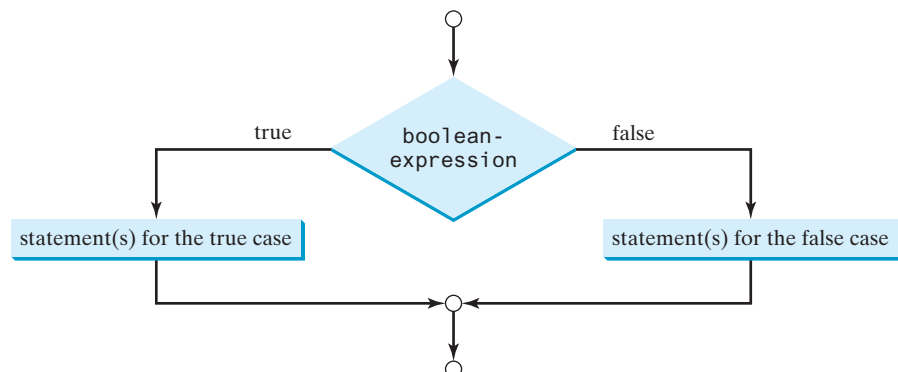 true
false
boolean-
expression
statement(s) for the true case
statement(s) for the false case